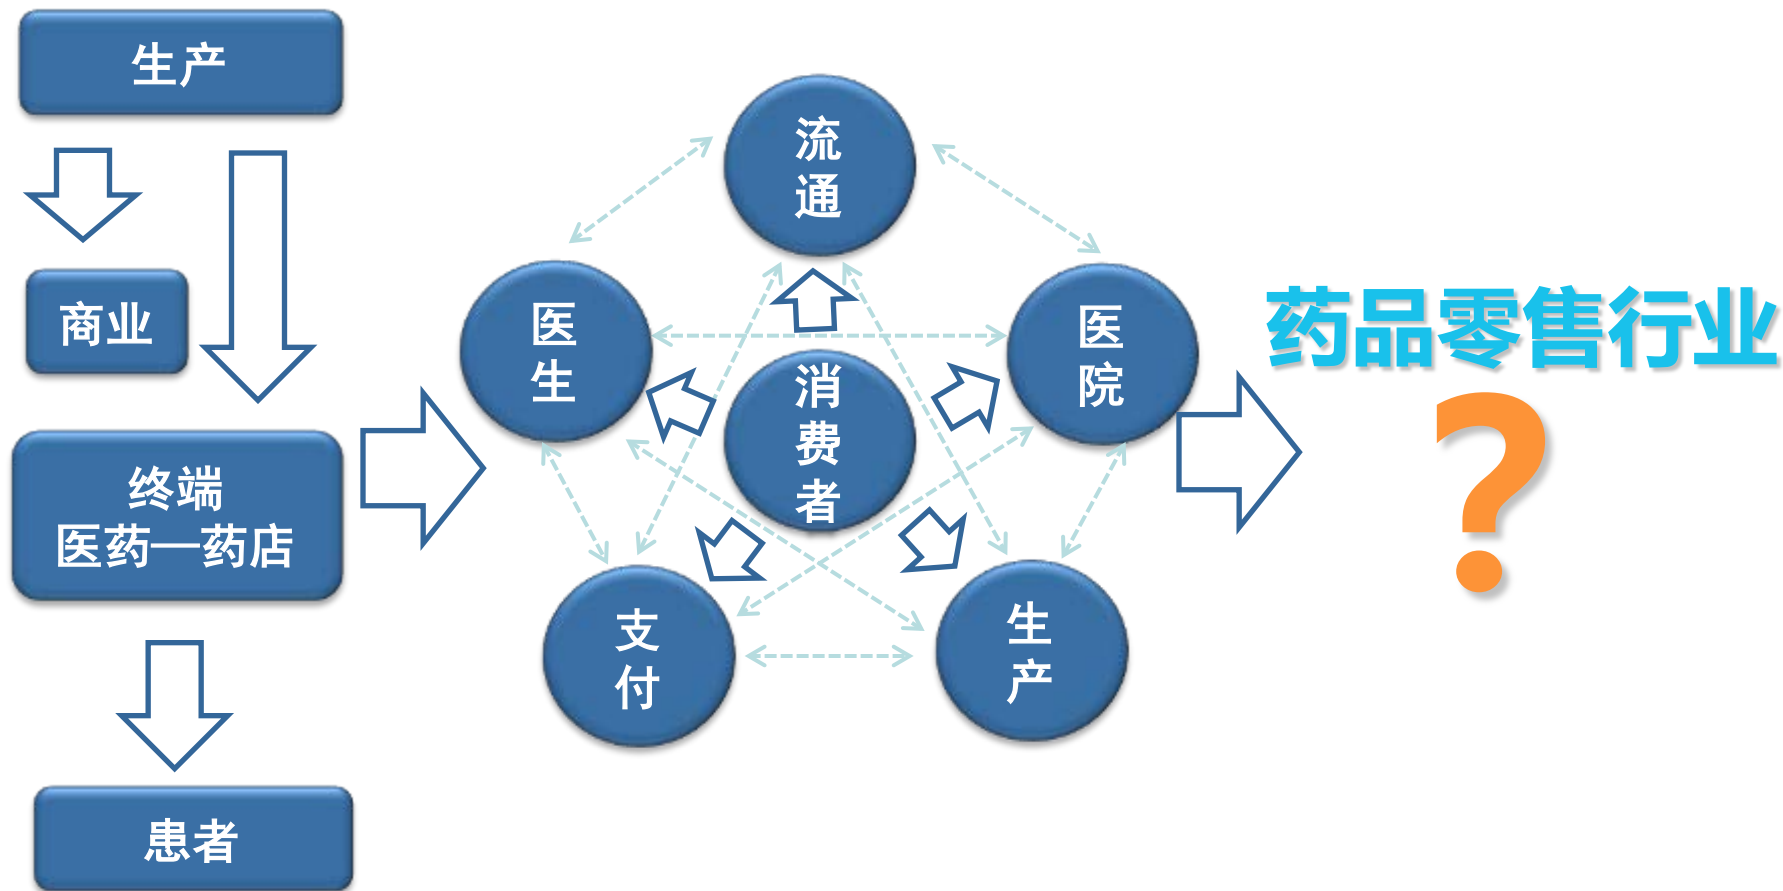 生产
商业
终端
医药—药店
患者
流
通
医
生
医
院
消
费
者
支
付
生
产
药品零售行业
?